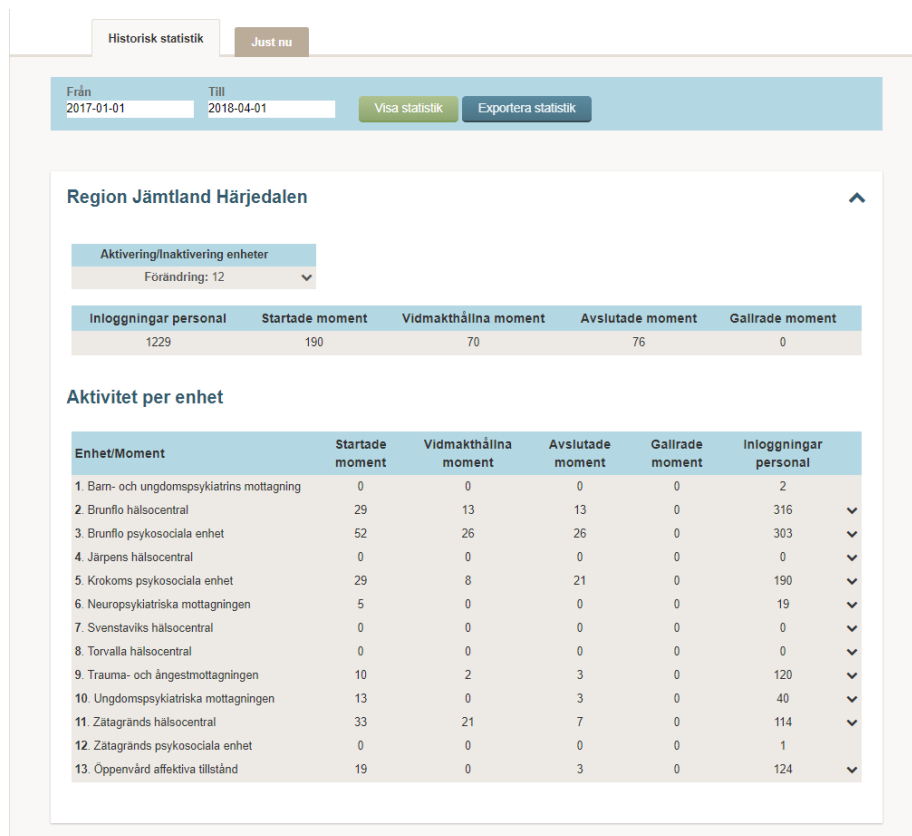 Historisk statistik Just nu
Från Till
2017-01-01 2018-04-01 Visa statistik Exportera statistik
Region Jämtland Härjedalen
Aktivering/Inaktivering enheter
Förändring: 12
Inloggningar personal Startade moment Vidmakthållna moment Avslutade moment Gallrade moment
1229 190 70 76 0
Aktivitet per enhet
Enhet/Moment Startade moment Vidmakthållna moment Avslutade moment Gallrade moment Inloggningar personal
1. Barn- och ungdomspsykiatrins mottagning 0 0 0 0 2
2. Brunflo hälsocentral 29 13 13 0 316
3. Brunflo psykosociala enhet 52 26 26 0 303
4. Järpens hälsocentral 0 0 0 0 0
5. Krokoms psykosociala enhet 29 8 21 0 190
6. Neuropsykiatriska mottagningen 5 0 0 0 19
7. Svenstaviks hälsocentral 0 0 0 0 0
8. Torvalla hälsocentral 0 0 0 0 0
9. Trauma- och ångestmottagningen 10 2 3 0 120
10. Ungdomspsykiatriska mottagningen 13 0 3 0 40
11. Zätagränds hälsocentral 33 21 7 0 114
12. Zätagränds psykosociala enhet 0 0 0 0 1
13. Öppenvård affektiva tillstånd 19 0 3 0 124